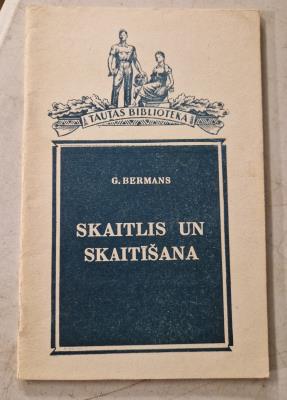 TAUTAS BIBLIOTEKA
G. BERMANS
SKAITLIS UN
SKAITĪŠANA